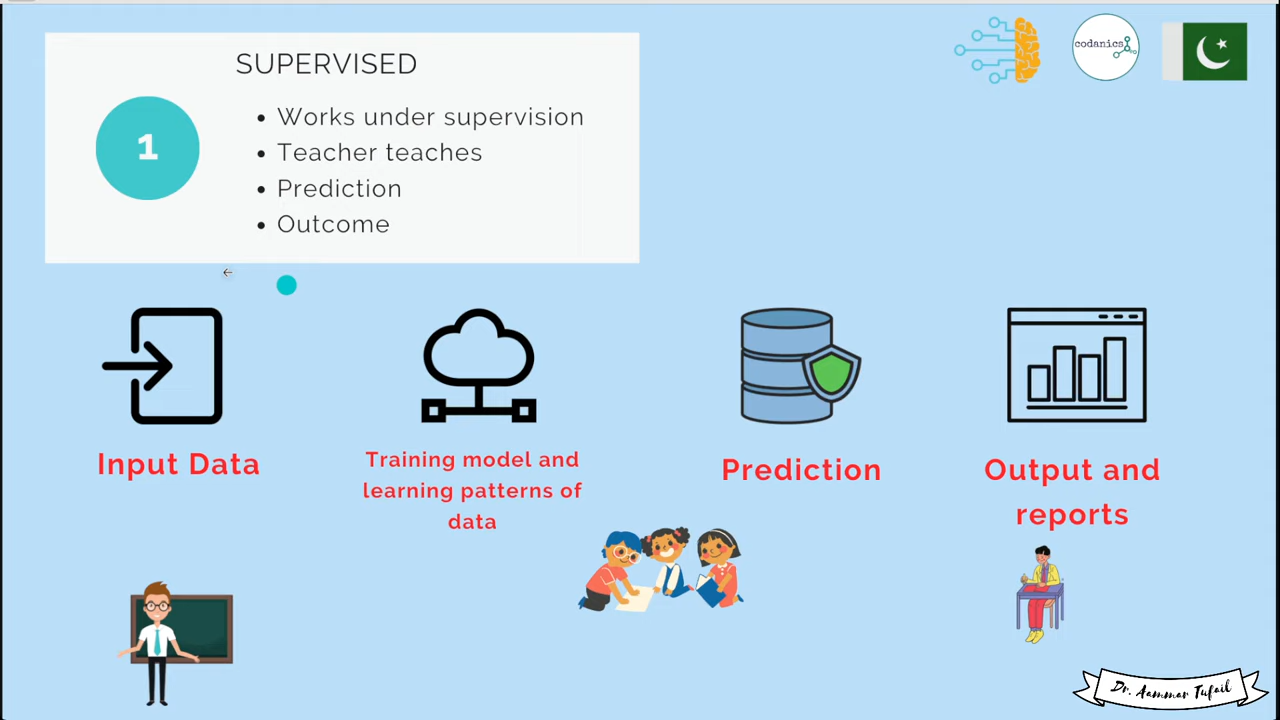 SUPERVISED
1
• Works under supervision
• Teacher teaches
• Prediction
• Outcome
codanics
Input Data
Training model and
learning patterns of
data
Prediction
Output and
reports
Dr. Aammar Tufail